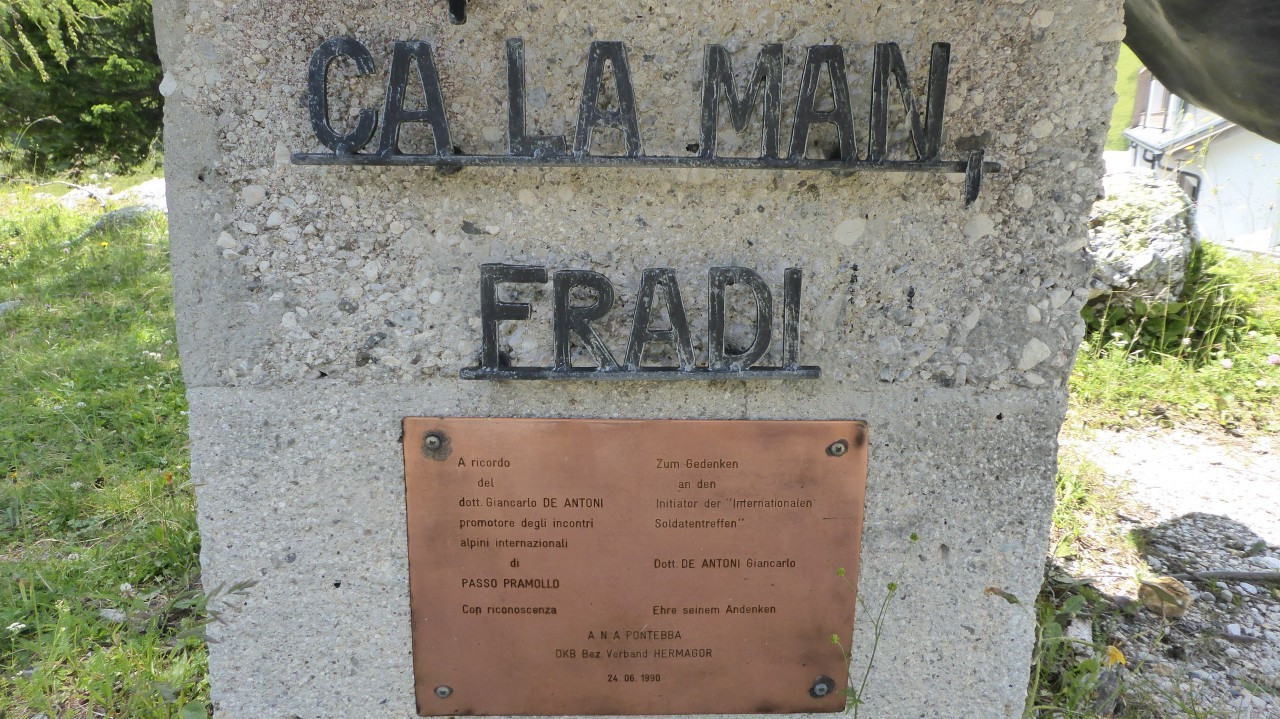 CA LA MAN,
FRADI
A ricordo
del
dott. Giancarlo DE ANTONI
promotore degli incontri
alpini internazionali
di
PASSO PRAMOLLO
Con riconoscenza
Zum Gedenken
an den
Initiator der "Internationalen
Soldatentreffen"
Dott. DE ANTONI Giancarlo
Ehre seinem Andenken
A N A PONTEBBA
ÖKB Bez Verband HERMAGOR
24. 06. 1990